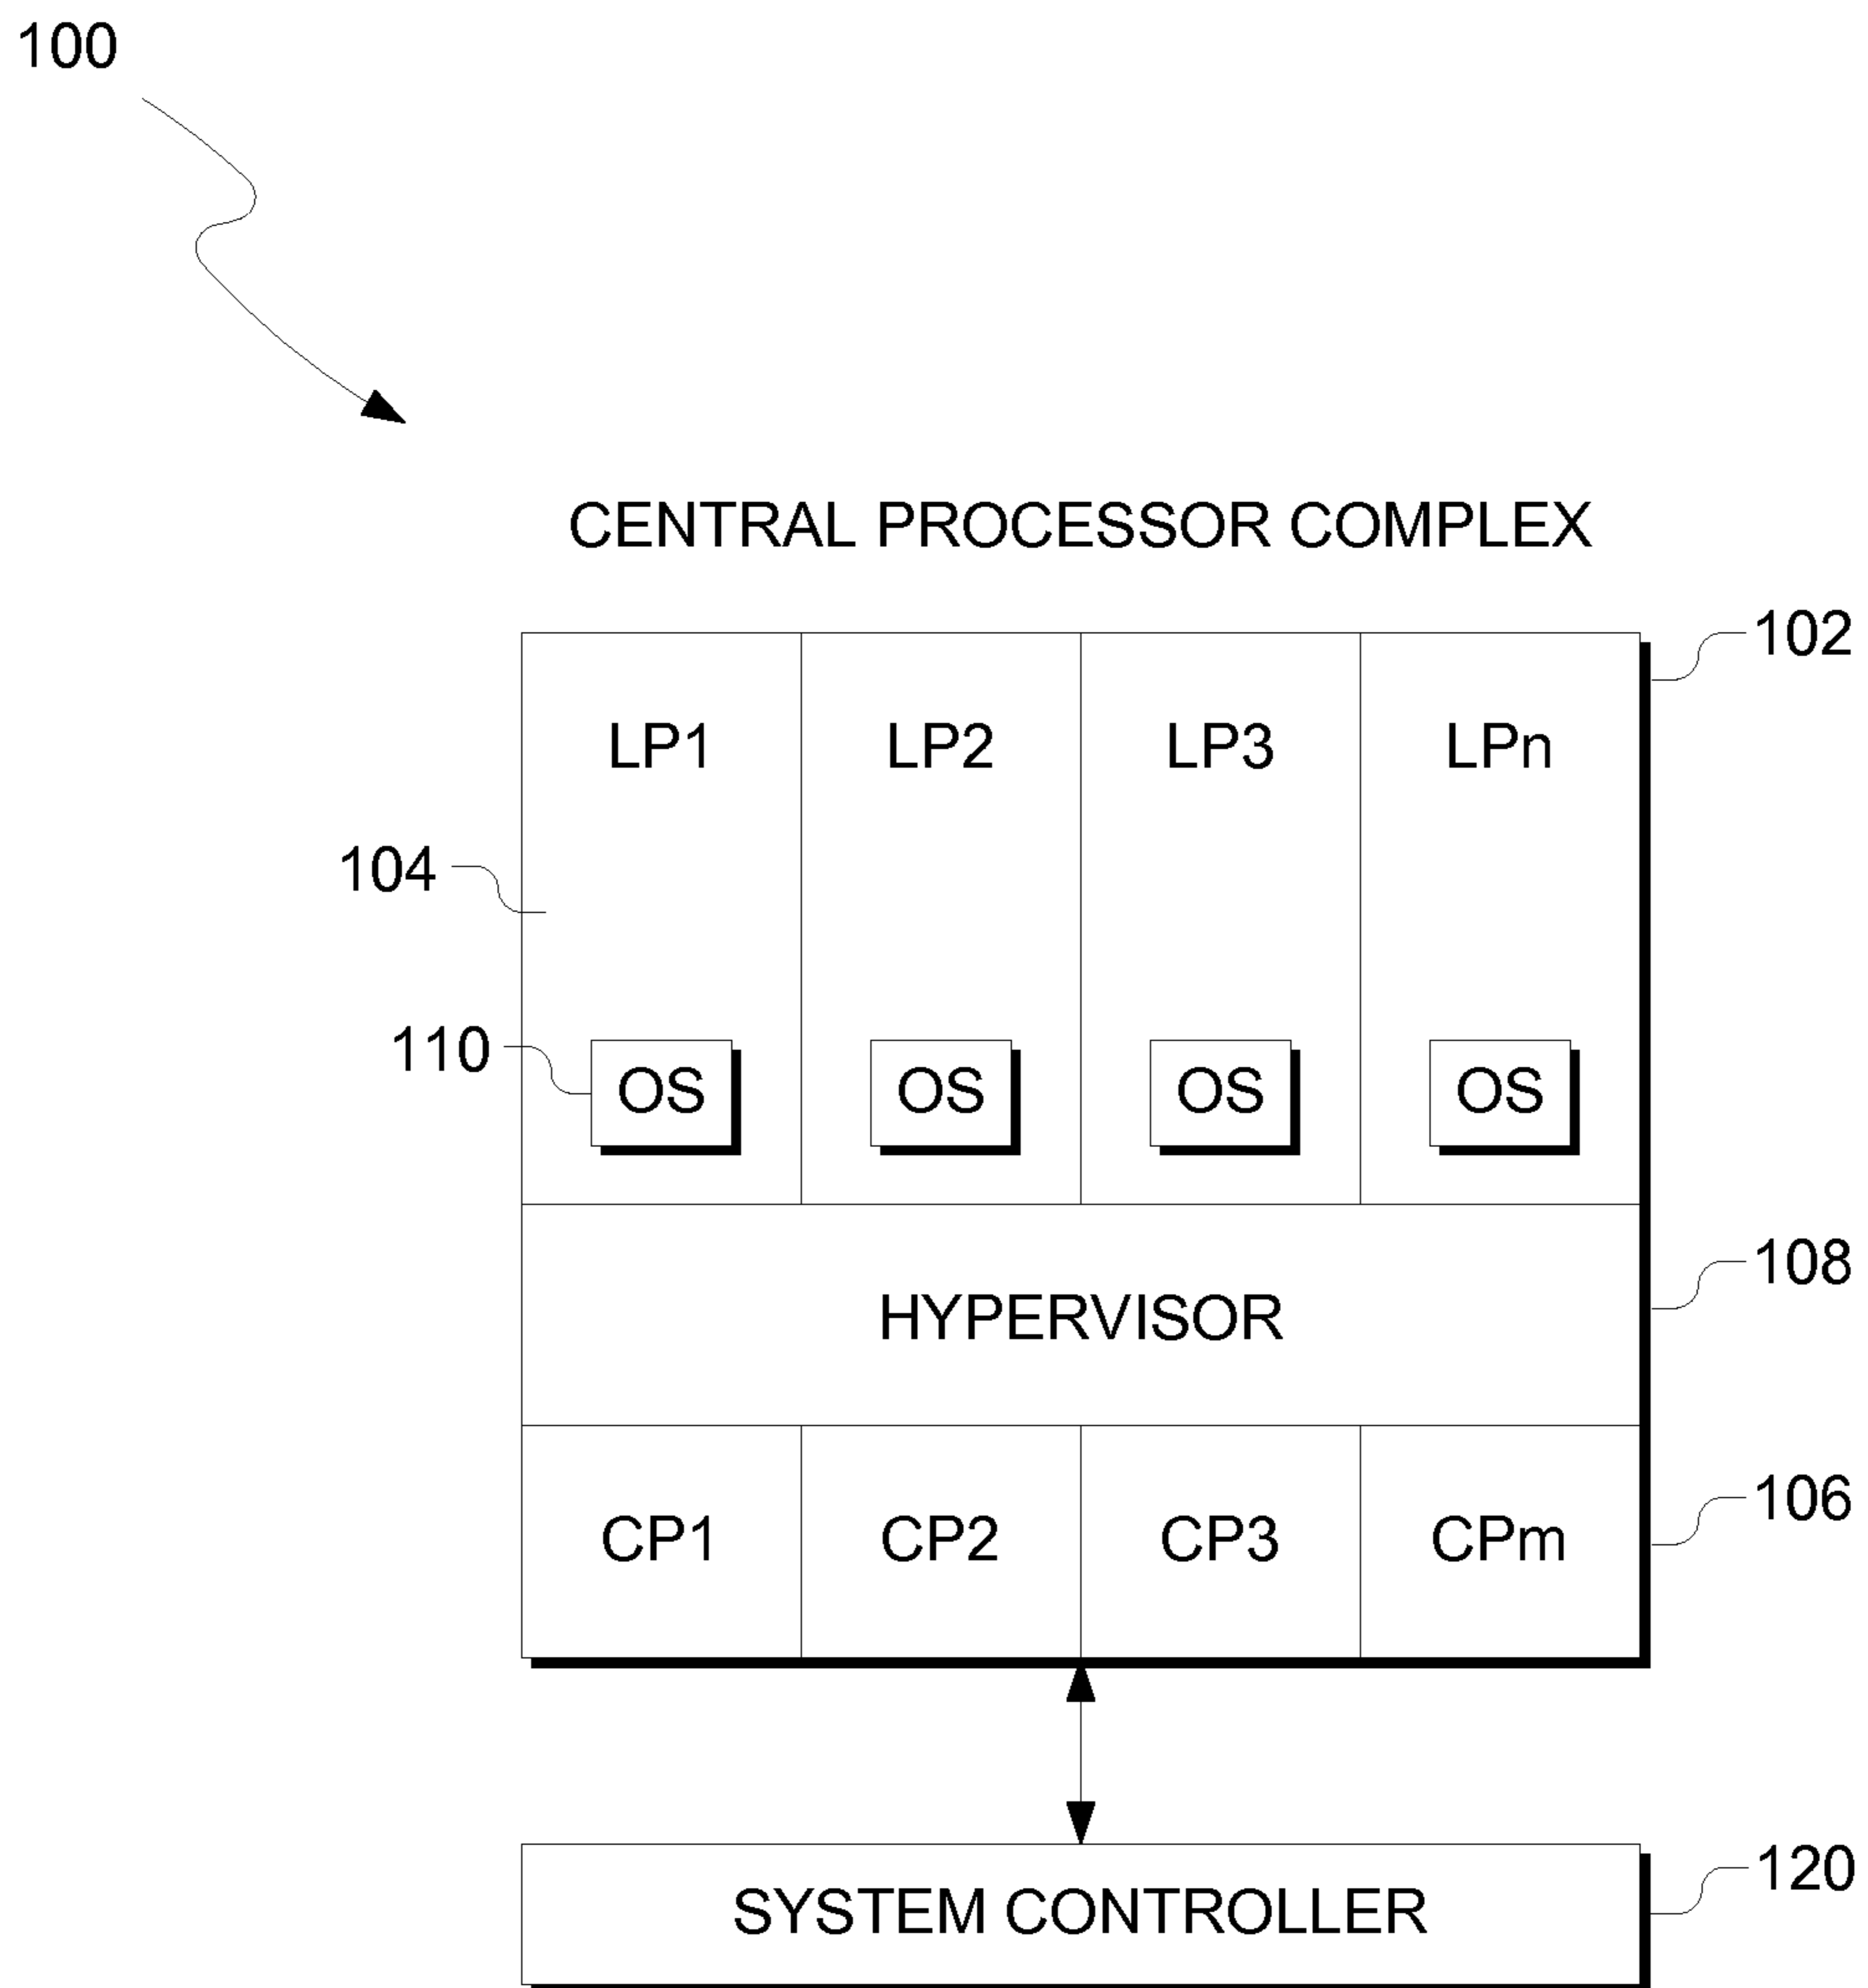 100
CENTRAL PROCESSOR COMPLEX
102
LP1 LP2 LP3 LPn
104
110
OS OS OS OS
108
HYPERVISOR
106
CP1 CP2 CP3 CPm
120
SYSTEM CONTROLLER